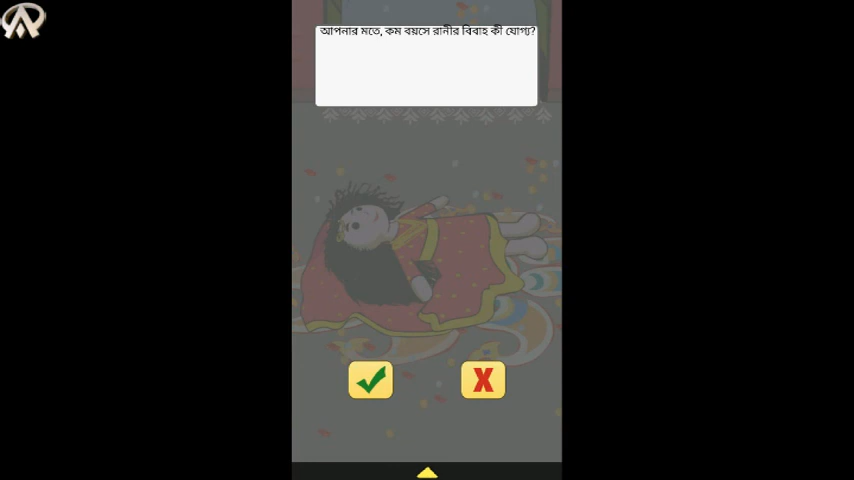 আপনার মতে, কম বয়সে রানীর বিবাহ কী যোগ্য?